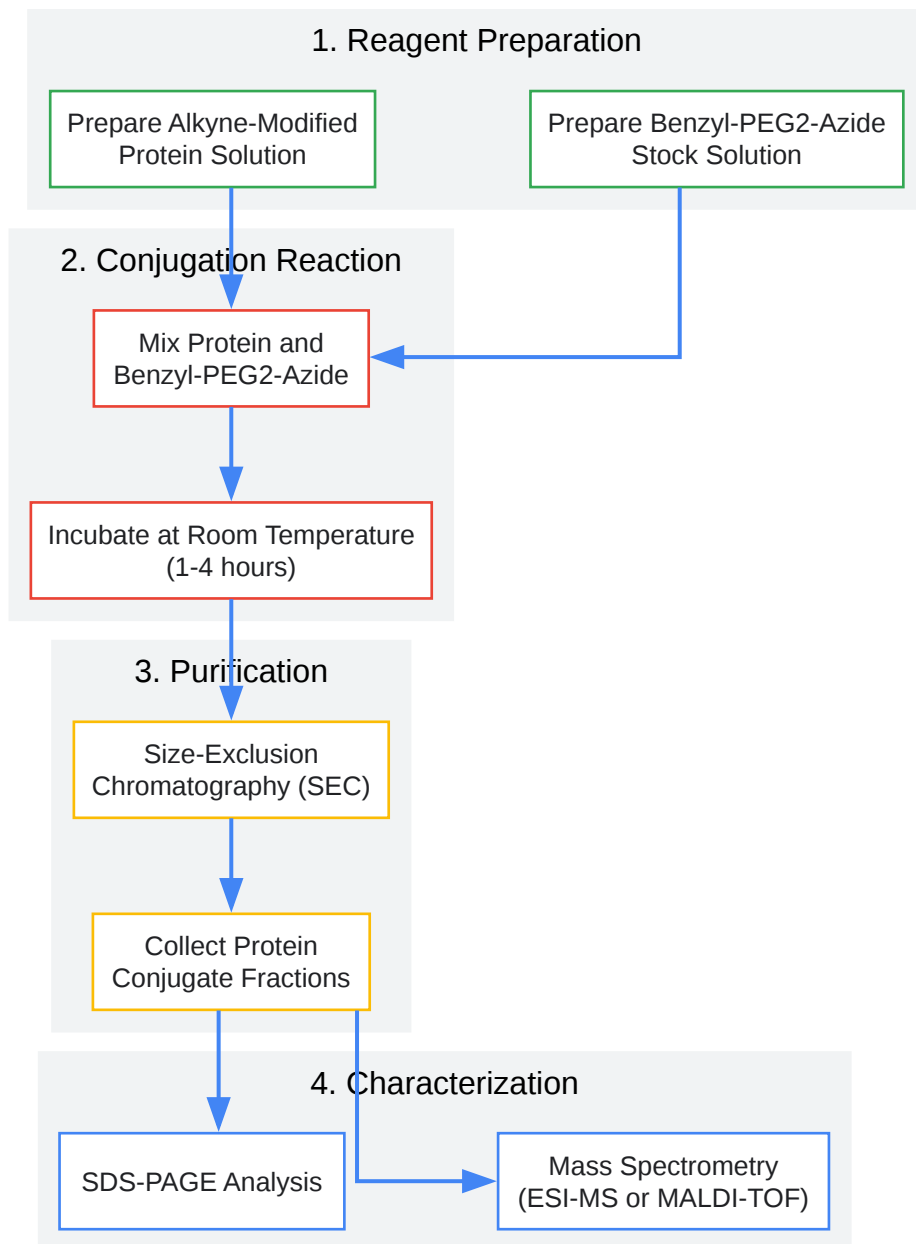 1. Reagent Preparation
Prepare Alkyne-Modified
Protein Solution
Prepare Benzyl-PEG2-Azide
Stock Solution
2. Conjugation Reaction
Mix Protein and
Benzyl-PEG2-Azide
Incubate at Room Temperature
(1-4 hours)
3. Purification
Size-Exclusion
Chromatography (SEC)
Collect Protein
Conjugate Fractions
4. Characterization
SDS-PAGE Analysis
Mass Spectrometry
(ESI-MS or MALDI-TOF)